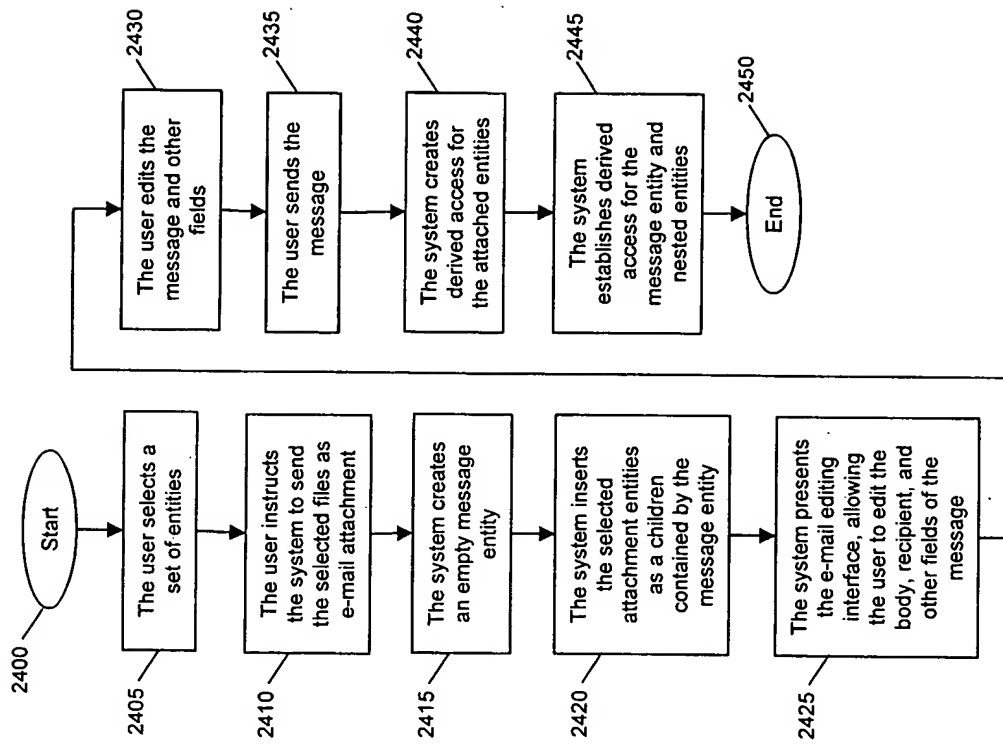 2400
Start
2405
The user selects a
set of entities
2410
The user instructs
the system to send
the selected files as
e-mail attachment
2415
The system creates
an empty message
entity
2420
The system inserts
the selected
attachment entities
as a children
contained by the
message entity
2425
The system presents
the e-mail editing
interface, allowing
the user to edit the
body, recipient, and
other fields of the
message
2430
The user edits the
message and other
fields
2435
The user sends the
message
2440
The system creates
derived access for
the attached entities
2445
The system
establishes derived
access for the
message entity and
nested entities
2450
End